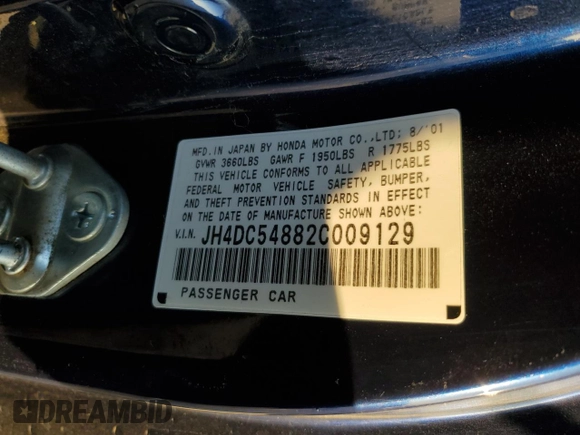 MFD. IN JAPAN BY HONDA MOTOR CO., LTD: 8/'01
GVWR 3660LBS GAWR F 1950LBS R 1775LBS
THIS VEHICLE CONFORMS TO ALL APPLICABLE
FEDERAL MOTOR VEHICLE SAFETY, BUMPER,
AND THEFT PREVENTION STANDARDS IN EFFECT
ON THE DATE OF MANUFACTURE SHOWN ABOVE:
V.I.N. JH4DC54882C009129
PASSENGER CAR
DREAMBID